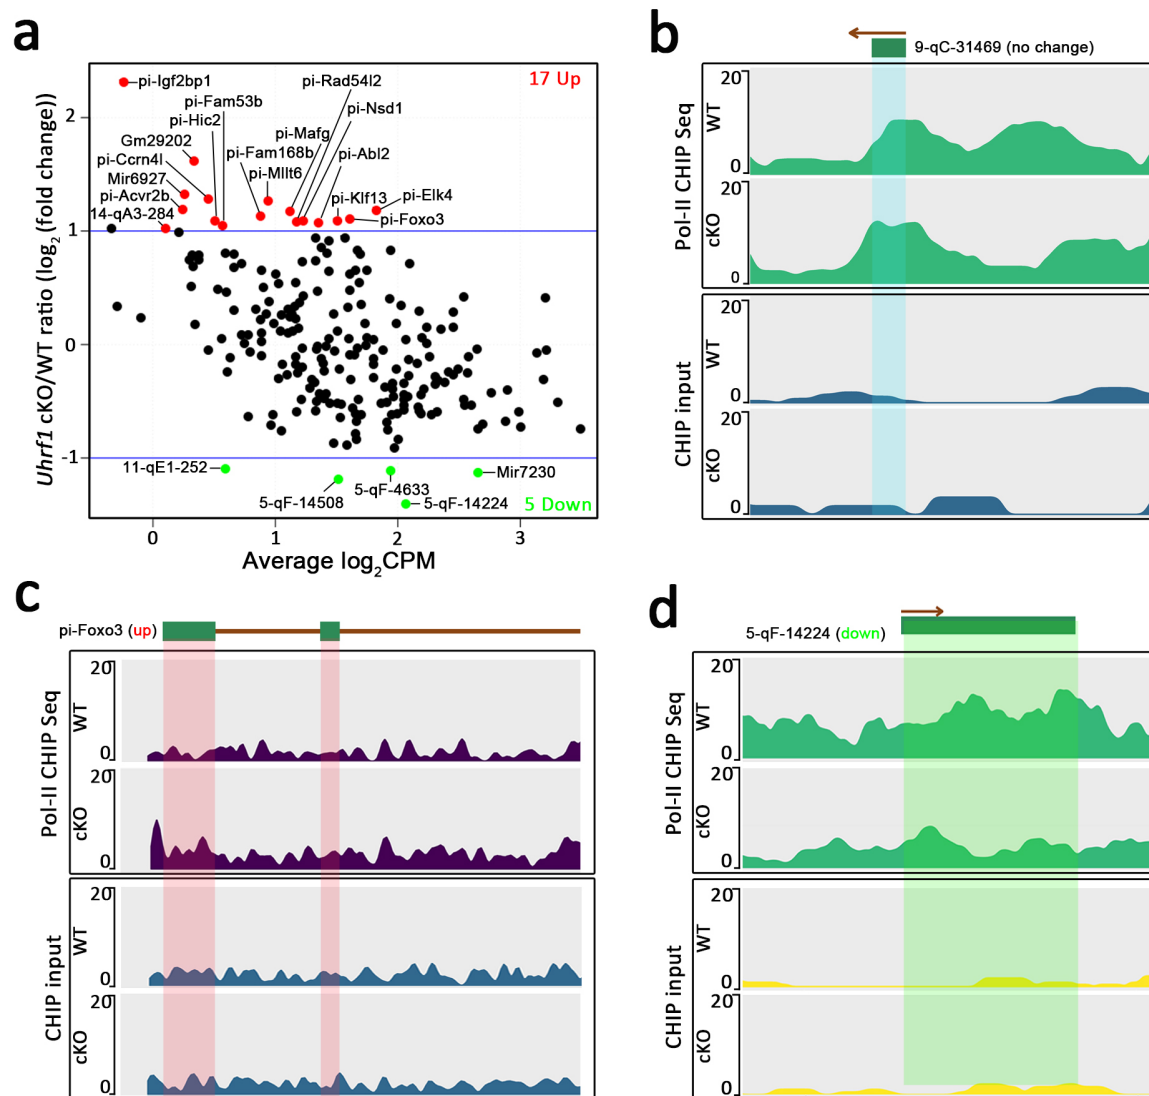 a
17 Up
pi-Igf2bp1
pi-Rad54l2
pi-Fam53b
pi-Nsd1
pi-Hic2
pi-Mafg
Gm29202
pi-Fam168b
pi-Abl2
pi-Ccrn4l
pi-Mllt6
Mir6927
pi-Acvr2b
pi-Klf13
pi-Elk4
14-qA3-284
pi-Foxo3
2
1
0
-1
Uhrf1 cKO/WT ratio (log2 (fold change))
11-qE1-252
Mir7230
5-qF-4633
5-qF-14508
5-qF-14224
5 Down
0 1 2 3
Average log2CPM
b
9-qC-31469 (no change)
Pol-II CHIP Seq
WT
20
0
cKO
20
0
CHIP input
WT
20
0
cKO
20
0
c
pi-Foxo3 (up)
Pol-II CHIP Seq
WT
20
0
cKO
20
0
CHIP input
WT
20
0
cKO
20
0
d
5-qF-14224 (down)
Pol-II CHIP Seq
WT
20
0
cKO
20
0
CHIP input
WT
20
0
cKO
20
0